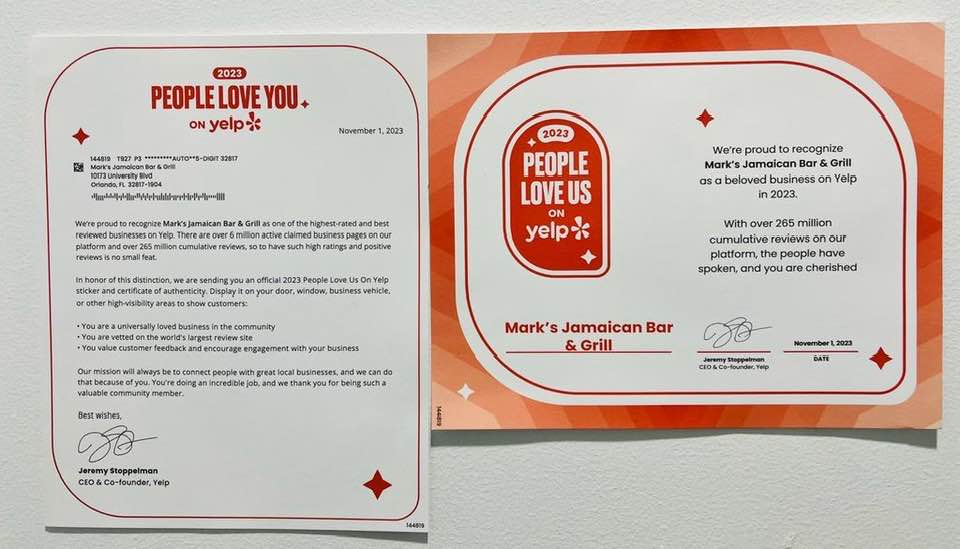 2023
PEOPLE LOVE YOU
ON yelp
November 1, 2023
144819 T927 P3 *********AUTO**5-DIGIT 32817
Mark's Jamaican Bar & Grill
10173 University Blvd
Orlando, FL 32817-1904
We're proud to recognize Mark's Jamaican Bar & Grill as one of the highest-rated and best
reviewed businesses on Yelp. There are over 6 million active claimed business pages on our
platform and over 265 million cumulative reviews, so to have such high ratings and positive
reviews is no small feat.
In honor of this distinction, we are sending you an official 2023 People Love Us On Yelp
sticker and certificate of authenticity. Display it on your door, window, business vehicle,
or other high-visibility areas to show customers:
• You are a universally loved business in the community
• You are vetted on the world's largest review site
• You value customer feedback and encourage engagement with your business
Our mission will always be to connect people with great local businesses, and we can do
that because of you. You're doing an incredible job, and we thank you for being such a
valuable community member.
Best wishes,
Jeremy Stoppelman
CEO & Co-founder, Yelp
144819
2023
PEOPLE
LOVE US
ON
yelp
We're proud to recognize
Mark's Jamaican Bar & Grill
as a beloved business on Yelp
in 2023.
With over 265 million
cumulative reviews on our
platform, the people have
spoken, and you are cherished
Mark's Jamaican Bar
& Grill
Jeremy Stoppelman
CEO & Co-founder, Yelp
November 1, 2023
DATE
144819